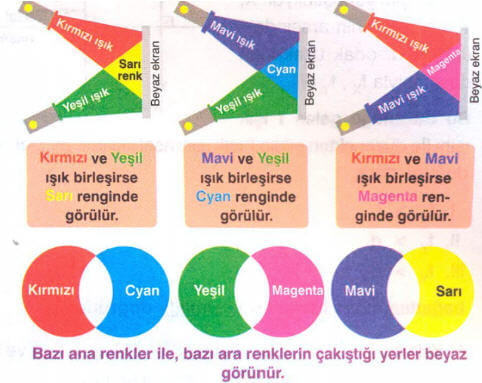 Kırmızı ışık
Sarı
renk
Yeşil ışık
Beyaz ekran
Mavi ışık
Cyan
Yeşil ışık
Beyaz ekran
Kırmızı ışık
Magenta
Mavi ışık
Beyaz ekran
Kırmızı ve Yeşil
ışık birleşirse
Sarı renginde
görülür.
Mavi ve Yeşil
ışık birleşirse
Cyan renginde
görülür.
Kırmızı ve Mavi
ışık birleşirse
Magenta ren-
ginde görülür.
Kırmızı
Cyan
Yeşil
Magenta
Mavi
Sarı
Bazı ana renkler ile, bazı ara renklerin çakıştığı yerler beyaz
görünür.